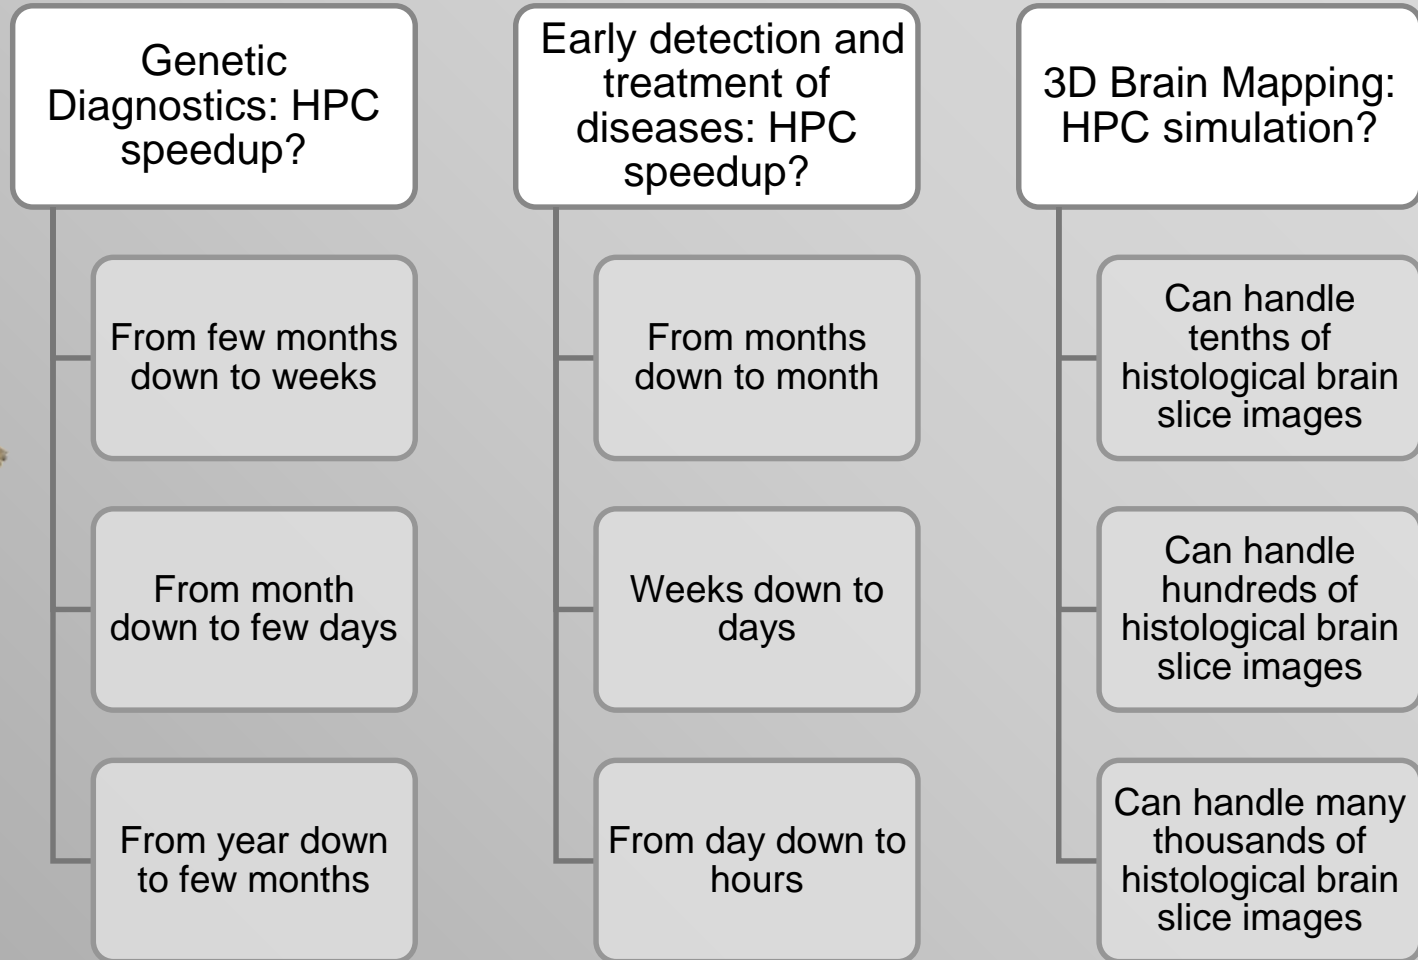 Genetic
Diagnostics: HPC
speedup?
From few months
down to weeks
From month
down to few days
From year down
to few months
Early detection and
treatment of
diseases: HPC
speedup?
From months
down to month
Weeks down to
days
From day down to
hours
3D Brain Mapping:
HPC simulation?
Can handle
tenths of
histological brain
slice images
Can handle
hundreds of
histological brain
slice images
Can handle many
thousands of
histological brain
slice images